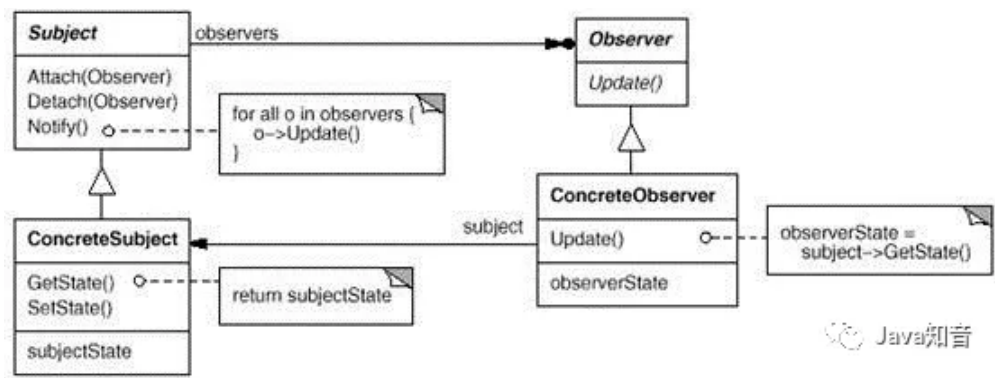 Subject
Attach(Observer)
Detach(Observer)
Notify()
observers
Observer
Update()
for all o in observers {
o->Update()
}
ConcreteSubject
GetState()
SetState()
subjectState
return subjectState
subject
ConcreteObserver
Update()
observerState
observerState =
subject->GetState()
Java知音